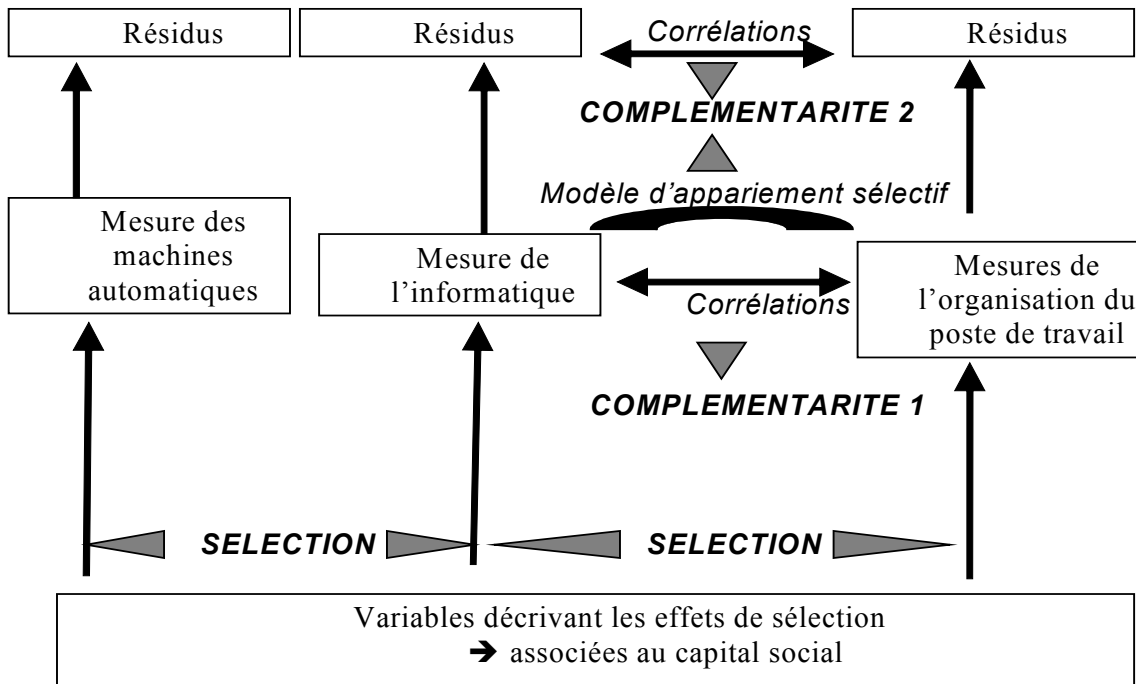 Résidus
Résidus
Corrélations
Résidus
COMPLEMENTARITE 2
Modèle d'appariement sélectif
Mesure des
machines
automatiques
Mesure de
l'informatique
Corrélations
Mesures de
l'organisation du
poste de travail
COMPLEMENTARITE 1
SELECTION
SELECTION
Variables décrivant les effets de sélection
➔ associées au capital social